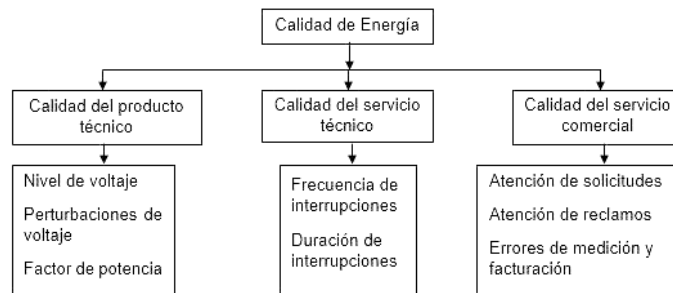 Calidad de Energía
Calidad del producto
técnico
Calidad del servicio
técnico
Calidad del servicio
comercial
Nivel de voltaje
Perturbaciones de
voltaje
Factor de potencia
Frecuencia de
interrupciones
Duración de
interrupciones
Atención de solicitudes
Atención de reclamos
Errores de medición y
facturación